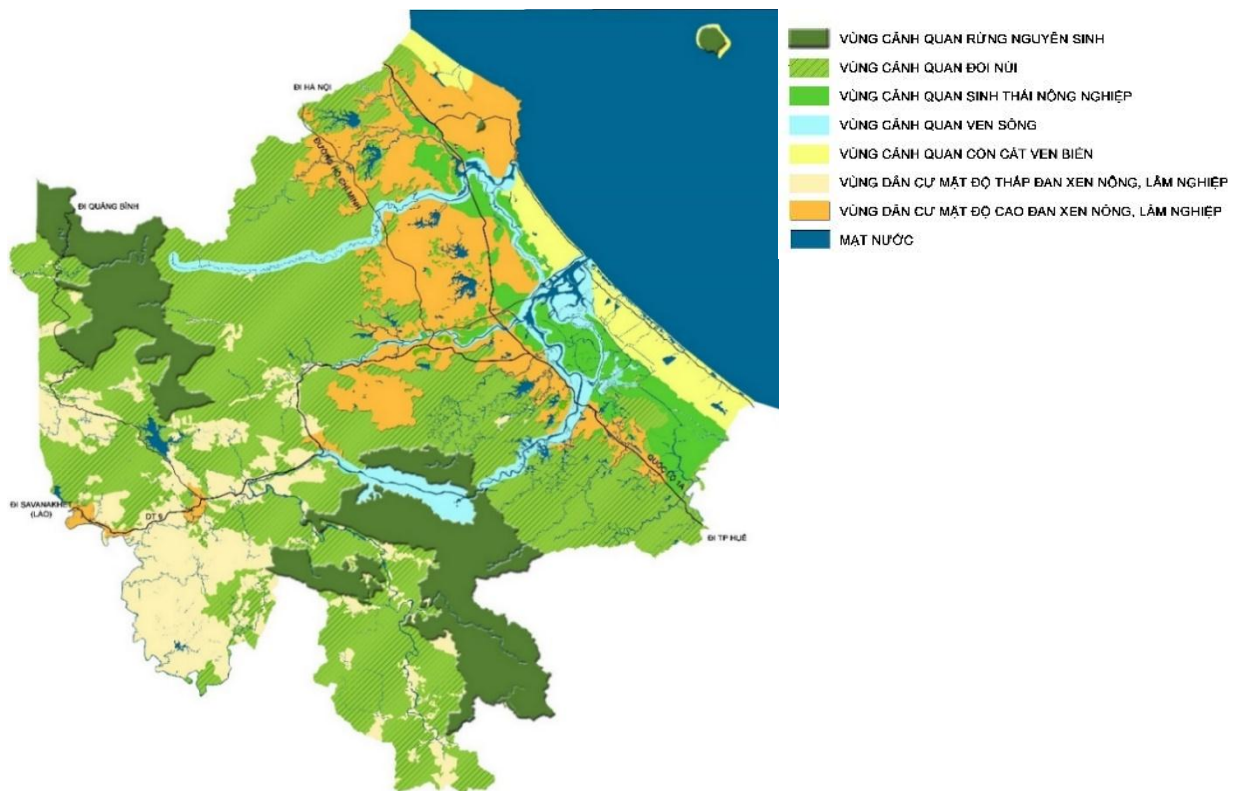 VÙNG CẢNH QUAN RỪNG NGUYÊN SINH
VÙNG CẢNH QUAN ĐỒI NÚI
VÙNG CẢNH QUAN SINH THÁI NÔNG NGHIỆP
VÙNG CẢNH QUAN VEN SÔNG
VÙNG CẢNH QUAN CỒN CÁT VEN BIỂN
VÙNG DÂN CƯ MẬT ĐỘ THẤP ĐAN XEN NÔNG, LÂM NGHIỆP
VÙNG DÂN CƯ MẬT ĐỘ CAO ĐAN XEN NÔNG, LÂM NGHIỆP
MẶT NƯỚC
ĐI HÀ NỘI
ĐƯỜNG HỒ CHÍ MINH
ĐI QUẢNG BÌNH
ĐI SAVANAKHET
(LÀO)
QUỐC LỘ 1A
ĐI TP HUẾ